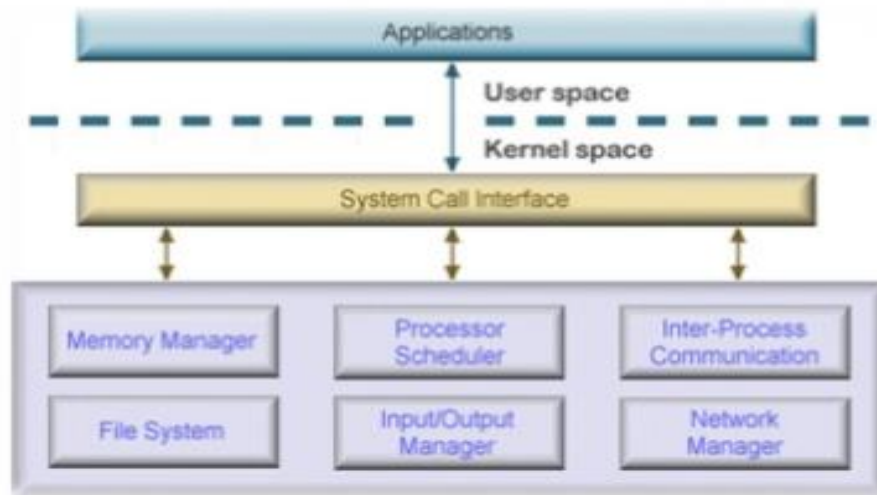 Applications
User space
Kernel space
System Call Interface
Memory Manager
Processor
Scheduler
Inter-Process
Communication
File System
Input/Output
Manager
Network
Manager